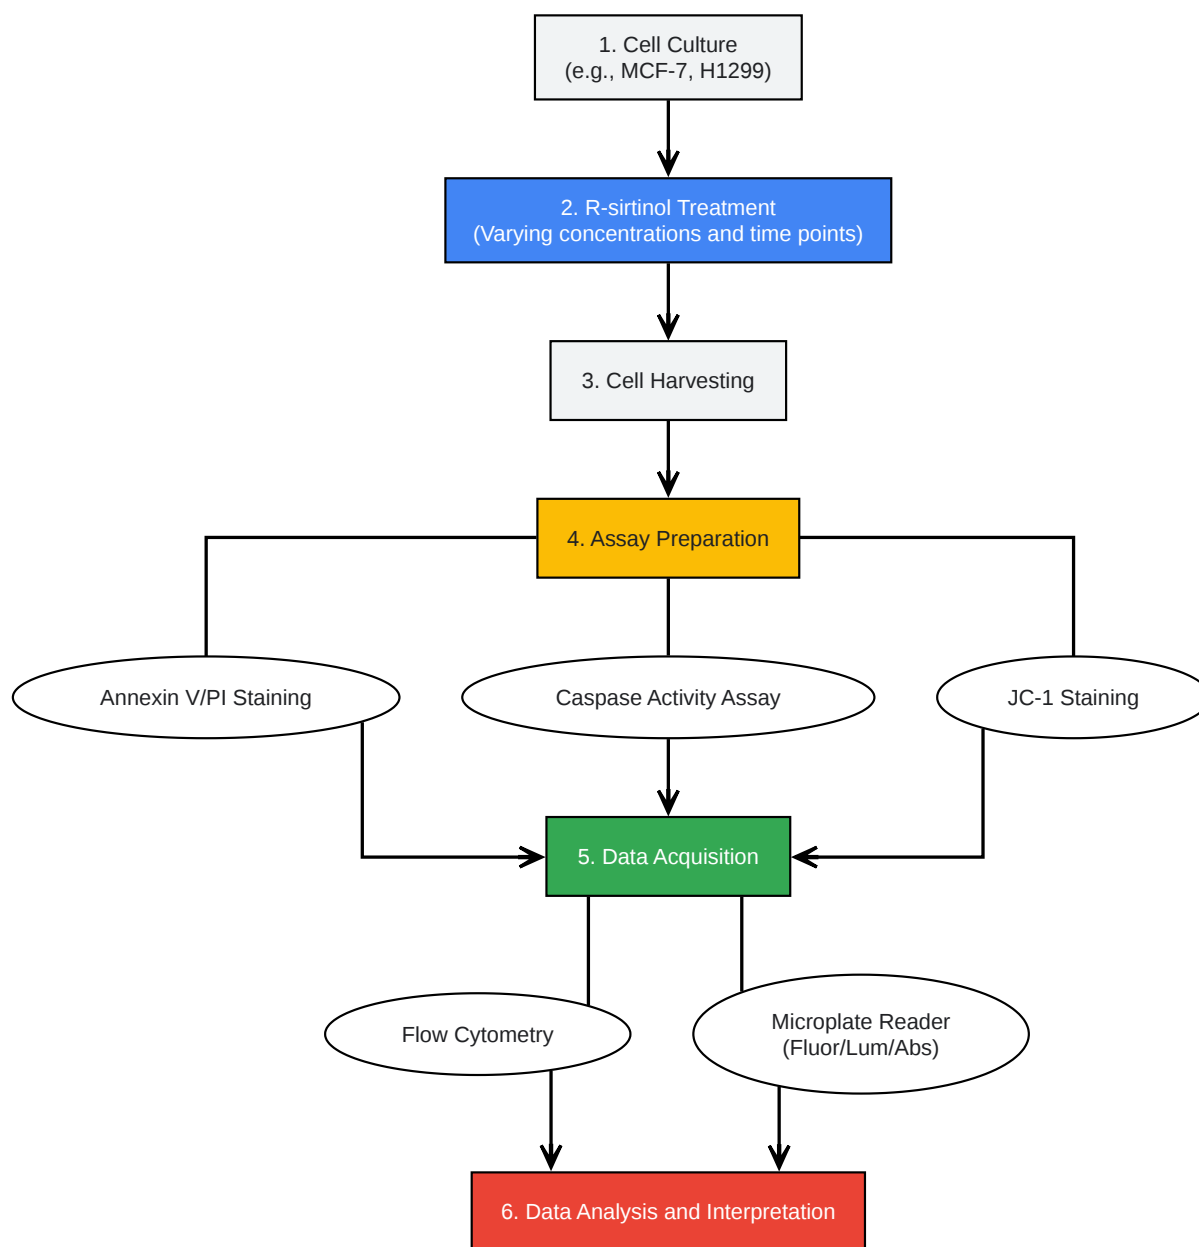 1. Cell Culture
(e.g., MCF-7, H1299)
2. R-sirtinol Treatment
(Varying concentrations and time points)
3. Cell Harvesting
4. Assay Preparation
Annexin V/PI Staining
Caspase Activity Assay
JC-1 Staining
5. Data Acquisition
Flow Cytometry
Microplate Reader
(Fluor/Lum/Abs)
6. Data Analysis and Interpretation